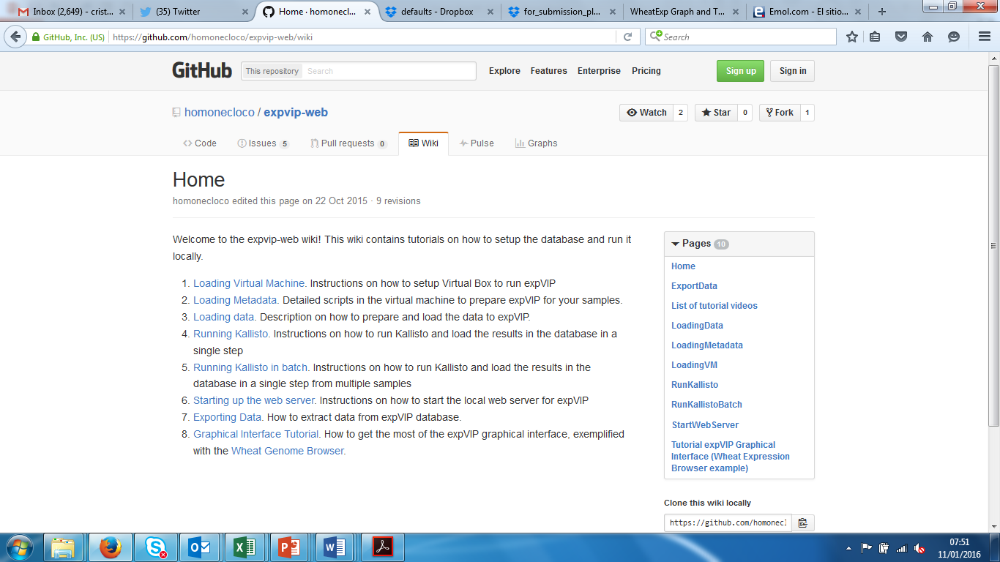 Inbox (2,649) - crist...
(35) Twitter
Home · homonecl...
defaults - Dropbox
for_submission_pl...
WheatExp Graph and T...
Emol.com - El sitio...
GitHub, Inc. (US)
https://github.com/homonecloco/expvip-web/wiki
Search
GitHub
This repository
Search
Explore
Features
Enterprise
Pricing
Sign up
Sign in
homonecloco / expvip-web
Watch 2
Star 0
Fork 1
Code
Issues 5
Pull requests 0
Wiki
Pulse
Graphs
Home
homonecloco edited this page on 22 Oct 2015 · 9 revisions
Welcome to the expvip-web wiki! This wiki contains tutorials on how to setup the database and run it
locally.
1. Loading Virtual Machine. Instructions on how to setup Virtual Box to run expVIP
2. Loading Metadata. Detailed scripts in the virtual machine to prepare expVIP for your samples.
3. Loading data. Description on how to prepare and load the data to expVIP.
4. Running Kallisto. Instructions on how to run Kallisto and load the results in the database in a
single step
5. Running Kallisto in batch. Instructions on how to run Kallisto and load the results in the
database in a single step from multiple samples
6. Starting up the web server. Instructions on how to start the local web server for expVIP
7. Exporting Data. How to extract data from expVIP database.
8. Graphical Interface Tutorial. How to get the most of the expVIP graphical interface, exemplified
with the Wheat Genome Browser.
Pages 10
Home
ExportData
List of tutorial videos
LoadingData
LoadingMetadata
LoadingVM
RunKallisto
RunKallistoBatch
StartWebServer
Tutorial expVIP Graphical
Interface (Wheat Expression
Browser example)
Clone this wiki locally
https://github.com/homonecl
07:51
11/01/2016